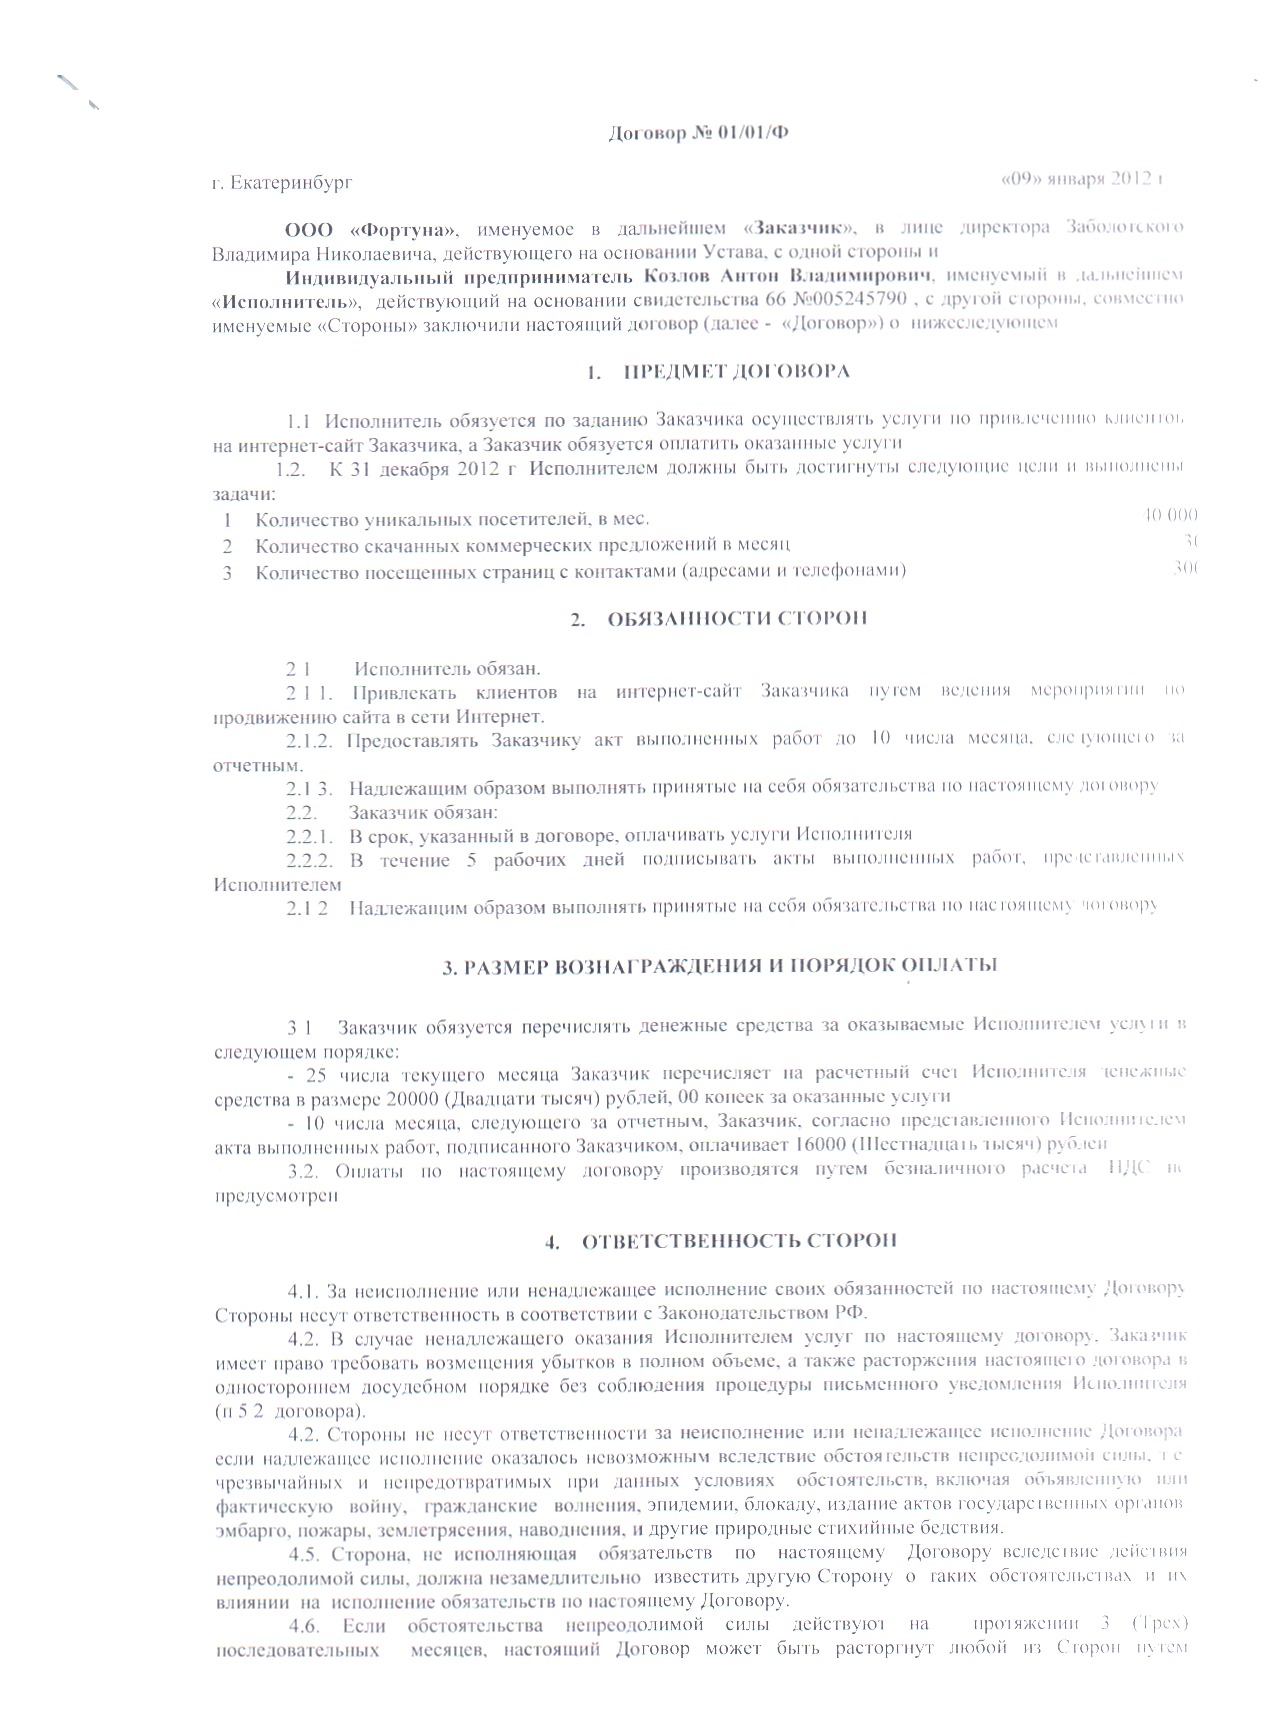 Договор № 01/01/Ф
г. Екатеринбург «09» января 2012 г
ООО «Фортуна», именуемое в дальнейшем «Заказчик», в лице директора Заболотского
Владимира Николаевича, действующего на основании Устава, с одной стороны и
Индивидуальный предприниматель Козлов Антон Владимирович, именуемый в дальнейшем
«Исполнитель», действующий на основании свидетельства 66 №005245790 , с другой стороны, совместно
именуемые «Стороны» заключили настоящий договор (далее - «Договор») о нижеследующем
1. ПРЕДМЕТ ДОГОВОРА
1.1 Исполнитель обязуется по заданию Заказчика осуществлять услуги по привлечению клиентов
на интернет-сайт Заказчика, а Заказчик обязуется оплатить оказанные услуги
1.2. К 31 декабря 2012 г Исполнителем должны быть достигнуты следующие цели и выполнены
задачи:
1 Количество уникальных посетителей, в мес. 40 000
2 Количество скачанных коммерческих предложений в месяц 30
3 Количество посещенных страниц с контактами (адресами и телефонами) 300
2. ОБЯЗАННОСТИ СТОРОН
2 1 Исполнитель обязан.
2 1 1. Привлекать клиентов на интернет-сайт Заказчика путем ведения мероприятий по
продвижению сайта в сети Интернет.
2.1.2. Предоставлять Заказчику акт выполненных работ до 10 числа месяца, следующего за
отчетным.
2.1 3. Надлежащим образом выполнять принятые на себя обязательства по настоящему договору
2.2. Заказчик обязан:
2.2.1. В срок, указанный в договоре, оплачивать услуги Исполнителя
2.2.2. В течение 5 рабочих дней подписывать акты выполненных работ, представленных
Исполнителем
2.1 2 Надлежащим образом выполнять принятые на себя обязательства по настоящему договору
3. РАЗМЕР ВОЗНАГРАЖДЕНИЯ И ПОРЯДОК ОПЛАТЫ
3 1 Заказчик обязуется перечислять денежные средства за оказываемые Исполнителем услуги в
следующем порядке:
- 25 числа текущего месяца Заказчик перечисляет на расчетный счет Исполнителя денежные
средства в размере 20000 (Двадцати тысяч) рублей, 00 копеек за оказанные услуги
- 10 числа месяца, следующего за отчетным, Заказчик, согласно представленного Исполнителем
акта выполненных работ, подписанного Заказчиком, оплачивает 16000 (Шестнадцать тысяч) рублей
3.2. Оплаты по настоящему договору производятся путем безналичного расчета НДС не
предусмотрен
4. ОТВЕТСТВЕННОСТЬ СТОРОН
4.1. За неисполнение или ненадлежащее исполнение своих обязанностей по настоящему Договору
Стороны несут ответственность в соответствии с Законодательством РФ.
4.2. В случае ненадлежащего оказания Исполнителем услуг по настоящему договору, Заказчик
имеет право требовать возмещения убытков в полном объеме, а также расторжения настоящего договора в
одностороннем досудебном порядке без соблюдения процедуры письменного уведомления Исполнителя
(п 5 2 договора).
4.2. Стороны не несут ответственности за неисполнение или ненадлежащее исполнение Договора
если надлежащее исполнение оказалось невозможным вследствие обстоятельств непреодолимой силы, т е
чрезвычайных и непредотвратимых при данных условиях обстоятельств, включая объявленную или
фактическую войну, гражданские волнения, эпидемии, блокаду, издание актов государственных органов
эмбарго, пожары, землетрясения, наводнения, и другие природные стихийные бедствия.
4.5. Сторона, не исполняющая обязательств по настоящему Договору вследствие действия
непреодолимой силы, должна незамедлительно известить другую Сторону о таких обстоятельствах и их
влиянии на исполнение обязательств по настоящему Договору.
4.6. Если обстоятельства непреодолимой силы действуют на протяжении 3 (Трех)
последовательных месяцев, настоящий Договор может быть расторгнут любой из Сторон путем